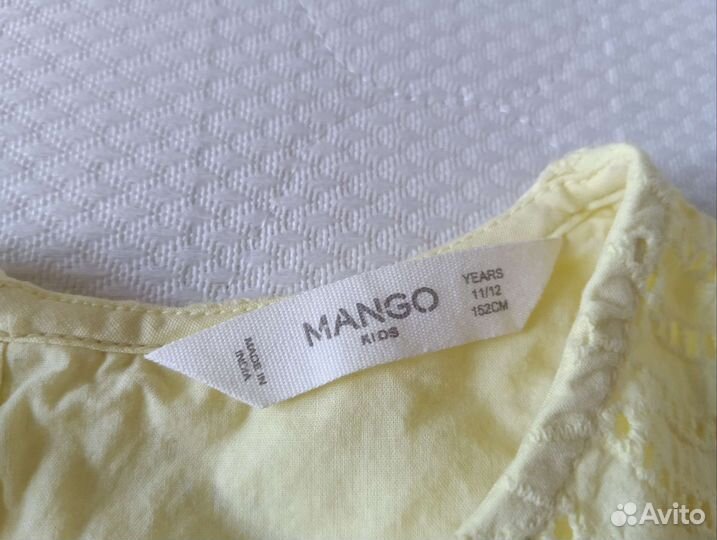 MANGO
KIDS
YEARS
11/12
152CM
MADE IN
INDIA
Avito